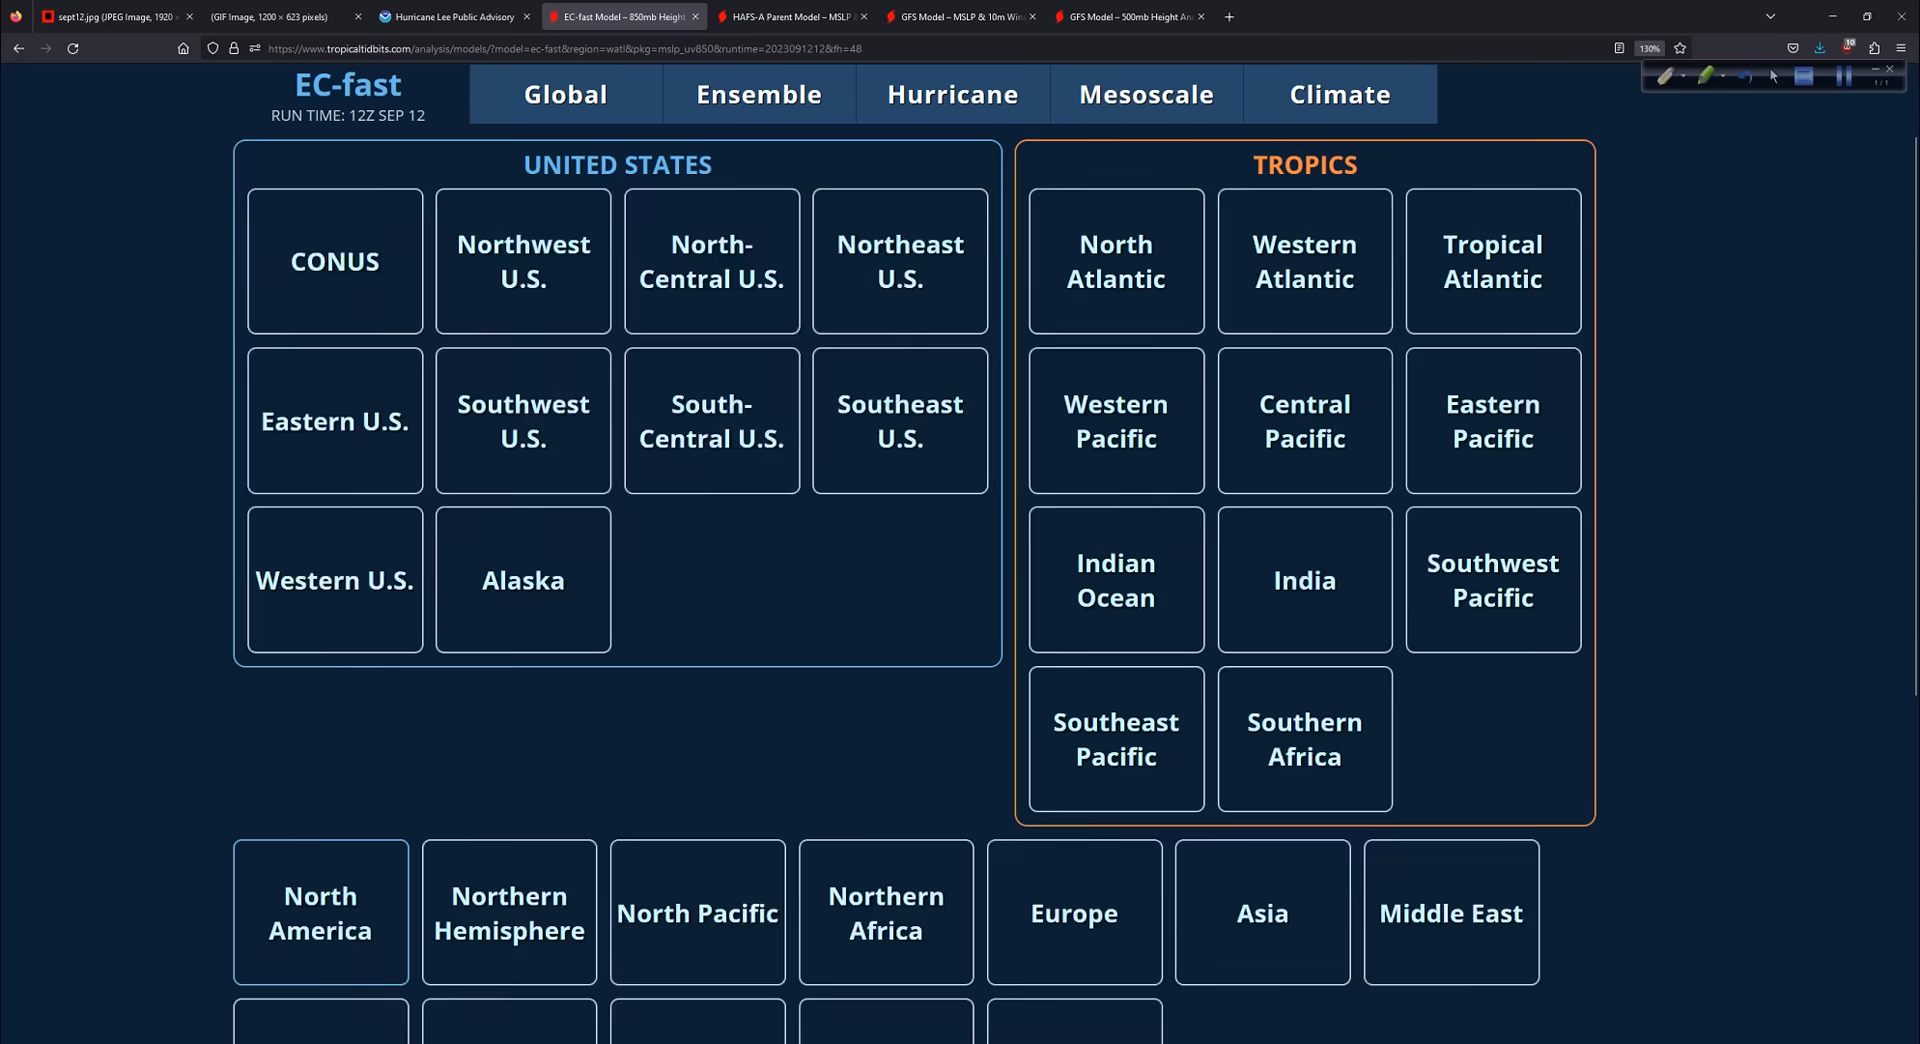 sept12.jpg (JPEG Image, 1920
(GIF Image, 1200 × 623 pixels)
Hurricane Lee Public Advisory
EC-fast Model – 850mb Height
HAFS-A Parent Model – MSLP &
GFS Model – MSLP & 10m Win
GFS Model – 500mb Height An
https://www.tropicaltidbits.com/analysis/models/?model=ec-fast&region=watl&pkg=mslp_uv850&runtime=2023091212&fh=48
130%
10
1 / 1
EC-fast
RUN TIME: 12Z SEP 12
Global
Ensemble
Hurricane
Mesoscale
Climate
UNITED STATES
CONUS
Northwest
U.S.
North-
Central U.S.
Northeast
U.S.
Eastern U.S.
Southwest
U.S.
South-
Central U.S.
Southeast
U.S.
Western U.S.
Alaska
TROPICS
North
Atlantic
Western
Atlantic
Tropical
Atlantic
Western
Pacific
Central
Pacific
Eastern
Pacific
Indian
Ocean
India
Southwest
Pacific
Southeast
Pacific
Southern
Africa
North
America
Northern
Hemisphere
North Pacific
Northern
Africa
Europe
Asia
Middle East